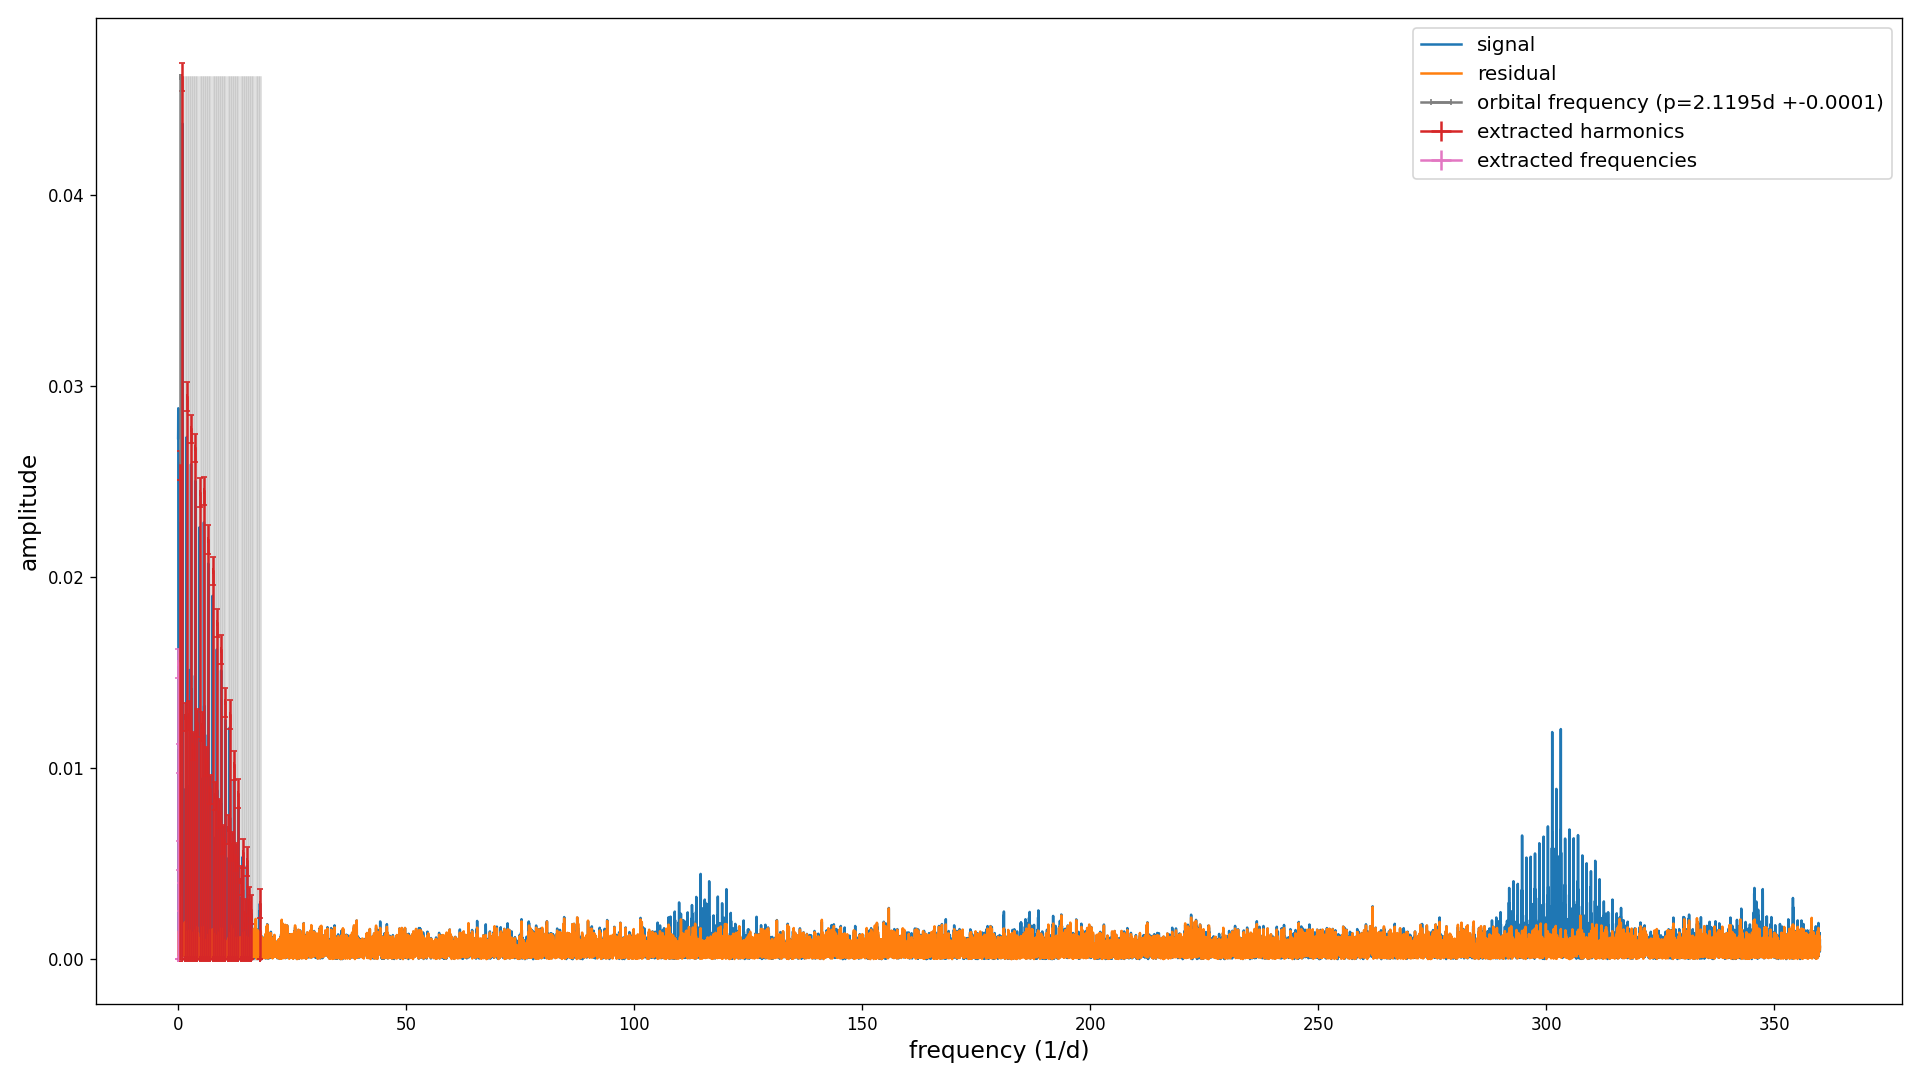 signal
residual
orbital frequency (p=2.1195d +-0.0001)
extracted harmonics
extracted frequencies
0.04
0.03
0.02
0.01
0.00
amplitude
0 50 100 150 200 250 300 350
frequency (1/d)